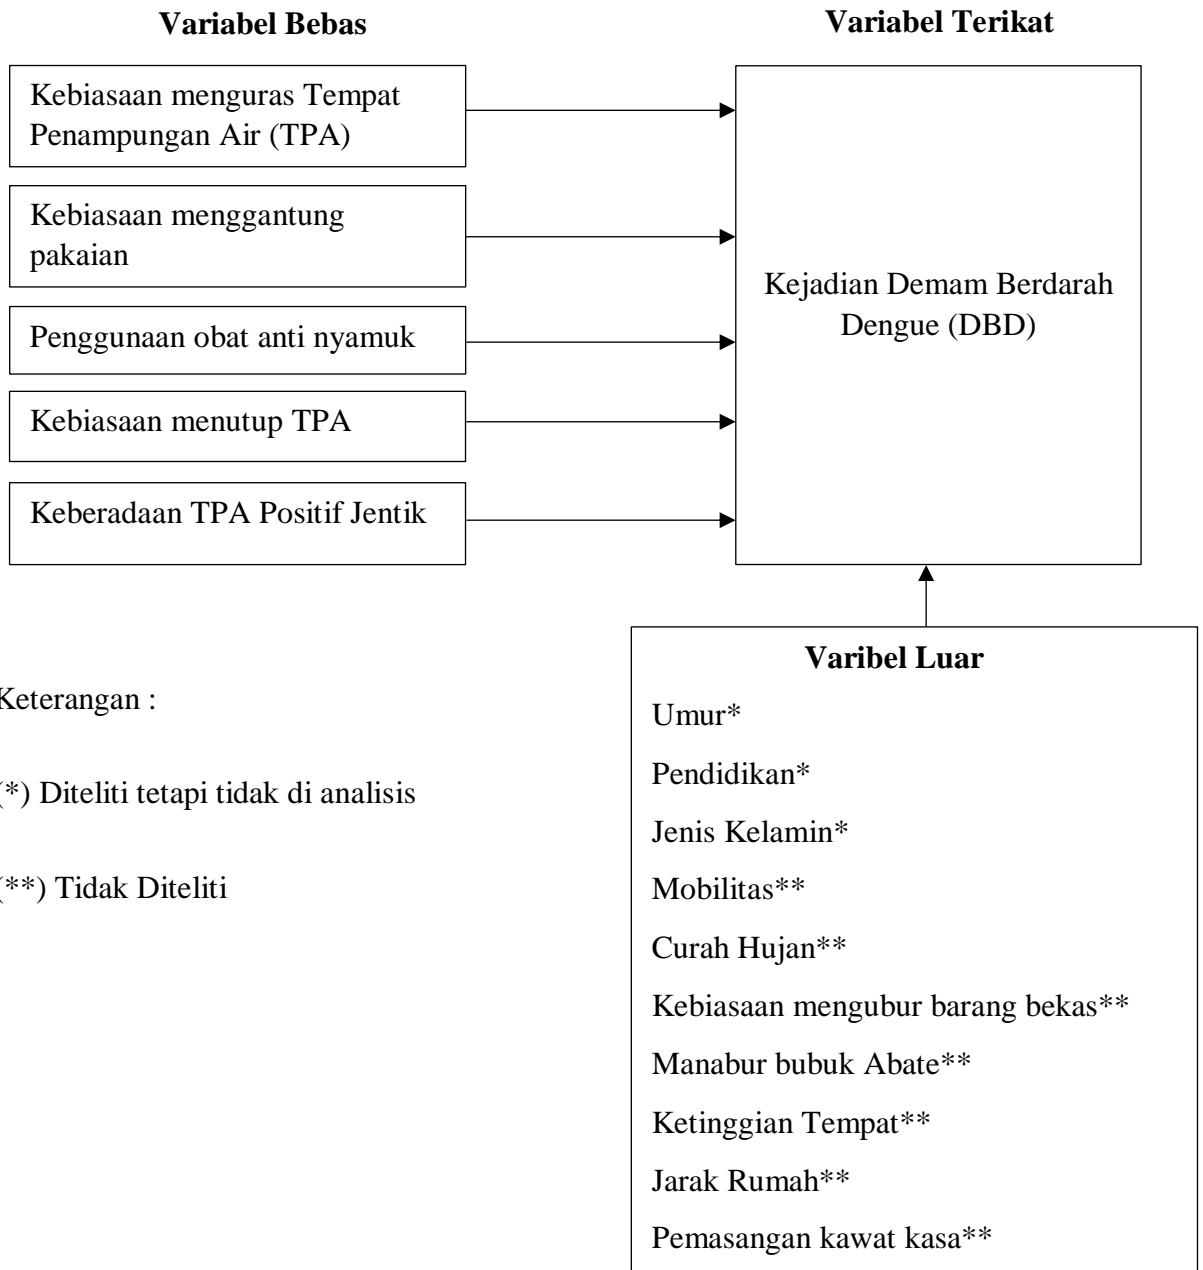 Variabel Bebas
Variabel Terikat
Kebiasaan menguras Tempat
Penampungan Air (TPA)
Kebiasaan menggantung
pakaian
Penggunaan obat anti nyamuk
Kebiasaan menutup TPA
Keberadaan TPA Positif Jentik
Kejadian Demam Berdarah
Dengue (DBD)
Keterangan :
(*) Diteliti tetapi tidak di analisis
(**) Tidak Diteliti
Varibel Luar
Umur*
Pendidikan*
Jenis Kelamin*
Mobilitas**
Curah Hujan**
Kebiasaan mengubur barang bekas**
Manabur bubuk Abate**
Ketinggian Tempat**
Jarak Rumah**
Pemasangan kawat kasa**